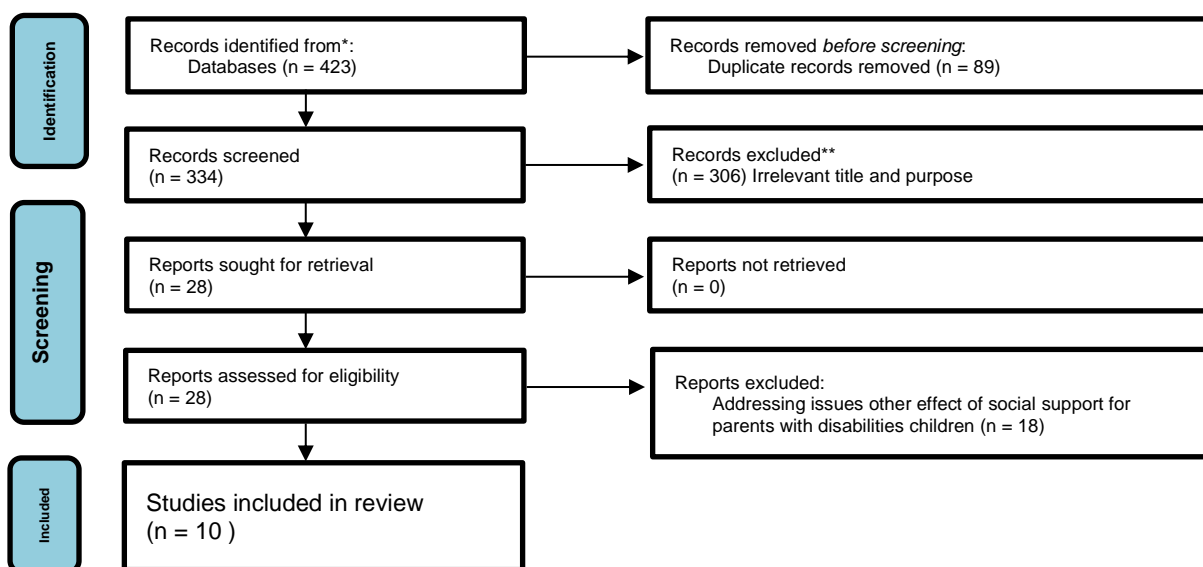 Identification
Records identified from*:
Databases (n = 423)
Records removed before screening:
Duplicate records removed (n = 89)
Records screened
(n = 334)
Records excluded**
(n = 306) Irrelevant title and purpose
Screening
Reports sought for retrieval
(n = 28)
Reports not retrieved
(n = 0)
Reports assessed for eligibility
(n = 28)
Reports excluded:
Addressing issues other effect of social support for
parents with disabilities children (n = 18)
Included
Studies included in review
(n = 10 )